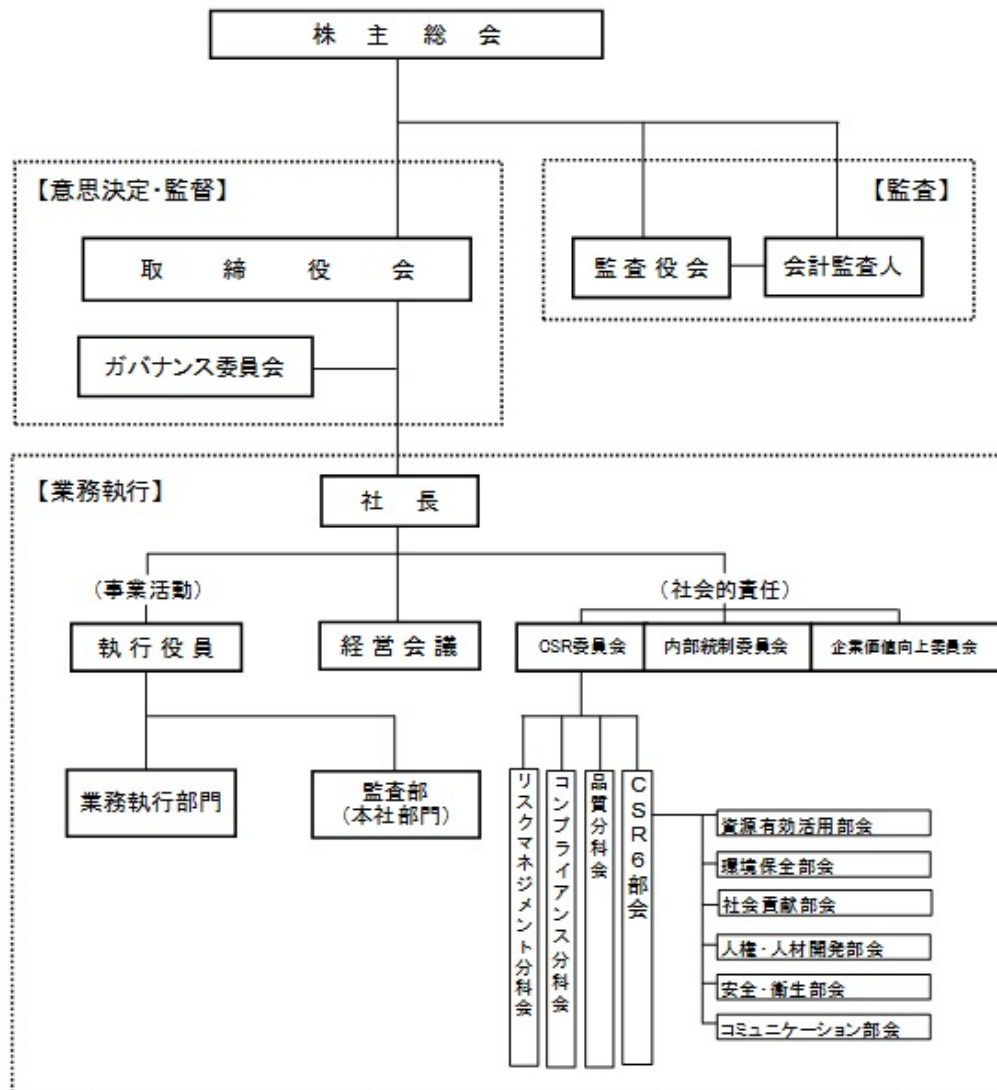 株主総会
【意思決定・監督】
【監査】
取締役会
監査役会
会計監査人
ガバナンス委員会
【業務執行】
社長
(事業活動)
(社会的責任)
執行役員
経営会議
CSR委員会
内部統制委員会
企業価値向上委員会
業務執行部門
監査部
(本社部門)
リスクマネジメント分科会
コンプライアンス分科会
品質分科会
CSR6部会
資源有効活用部会
環境保全部会
社会貢献部会
人権・人材開発部会
安全・衛生部会
コミュニケーション部会